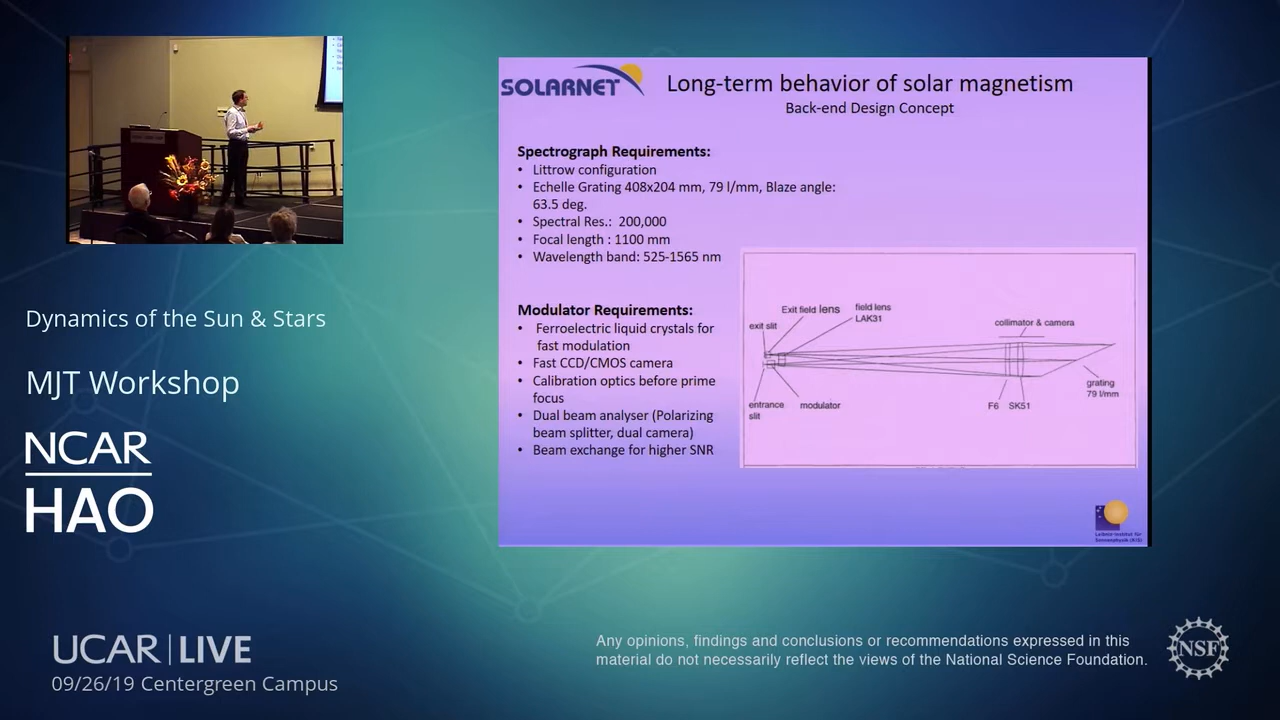 SOLARNET
Long-term behavior of solar magnetism
Back-end Design Concept
Spectrograph Requirements:
• Littrow configuration
• Echelle Grating 408x204 mm, 79 l/mm, Blaze angle:
63.5 deg.
• Spectral Res.: 200,000
• Focal length : 1100 mm
• Wavelength band: 525-1565 nm
Modulator Requirements:
• Ferroelectric liquid crystals for
fast modulation
• Fast CCD/CMOS camera
• Calibration optics before prime
focus
• Dual beam analyser (Polarizing
beam splitter, dual camera)
• Beam exchange for higher SNR
Exit field lens
field lens
LAK31
exit slit
collimator & camera
grating
79 l/mm
entrance
slit
modulator
F6
SK51
Leibniz-Institut für
Sonnenphysik (KIS)
Dynamics of the Sun & Stars
MJT Workshop
NCAR
HAO
UCAR | LIVE
09/26/19 Centergreen Campus
Any opinions, findings and conclusions or recommendations expressed in this
material do not necessarily reflect the views of the National Science Foundation.
NSF